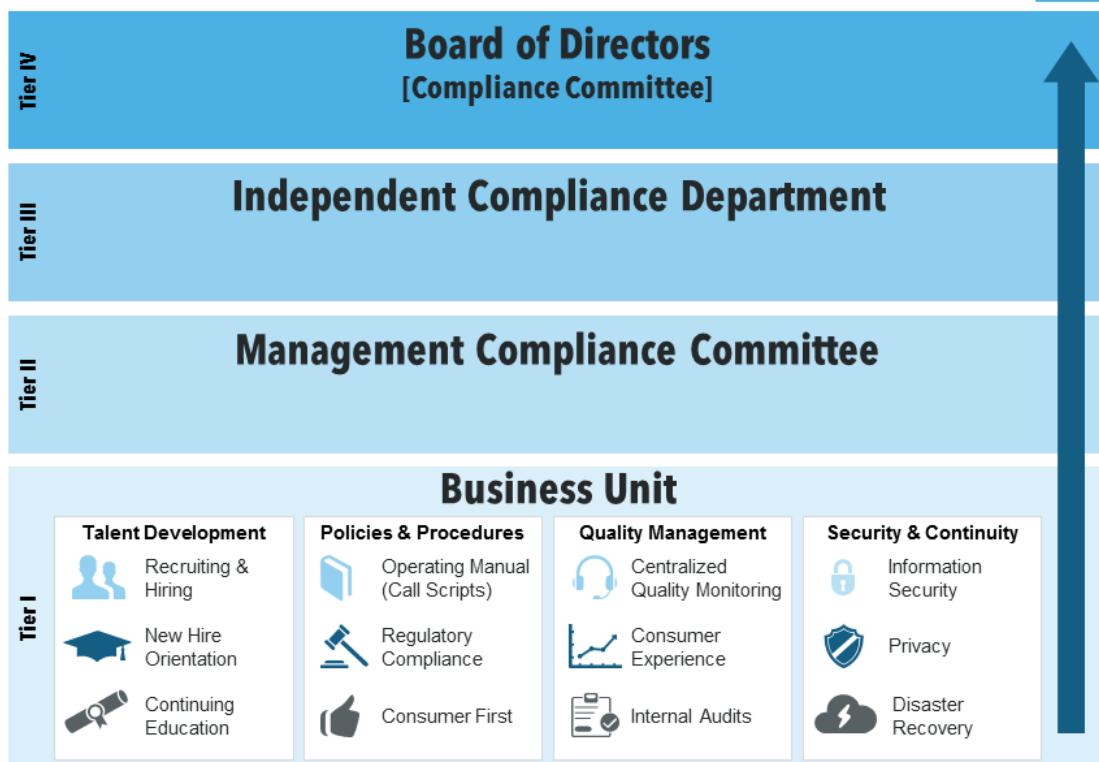 Tier IV
Board of Directors
[Compliance Committee]
Tier III
Independent Compliance Department
Tier II
Management Compliance Committee
Tier I
Business Unit
Talent Development
Recruiting &
Hiring
New Hire
Orientation
Continuing
Education
Policies & Procedures
Operating Manual
(Call Scripts)
Regulatory
Compliance
Consumer First
Quality Management
Centralized
Quality Monitoring
Consumer
Experience
Internal Audits
Security & Continuity
Information
Security
Privacy
Disaster
Recovery